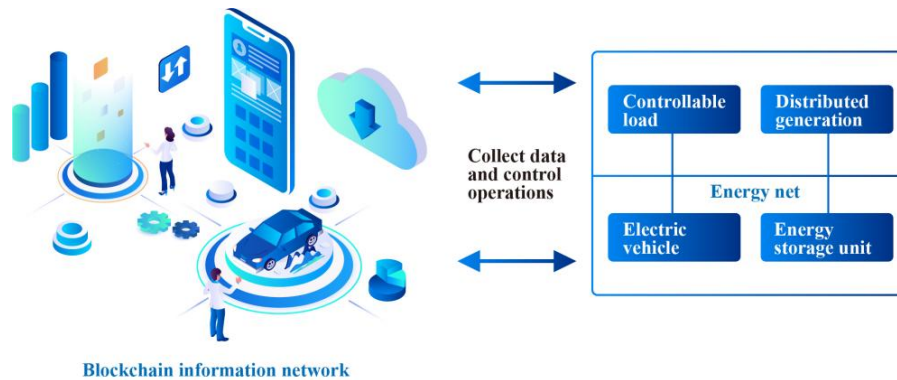 Controllable
load
Distributed
generation
Collect data
and control
operations
Energy net
Electric
vehicle
Energy
storage unit
Blockchain information network